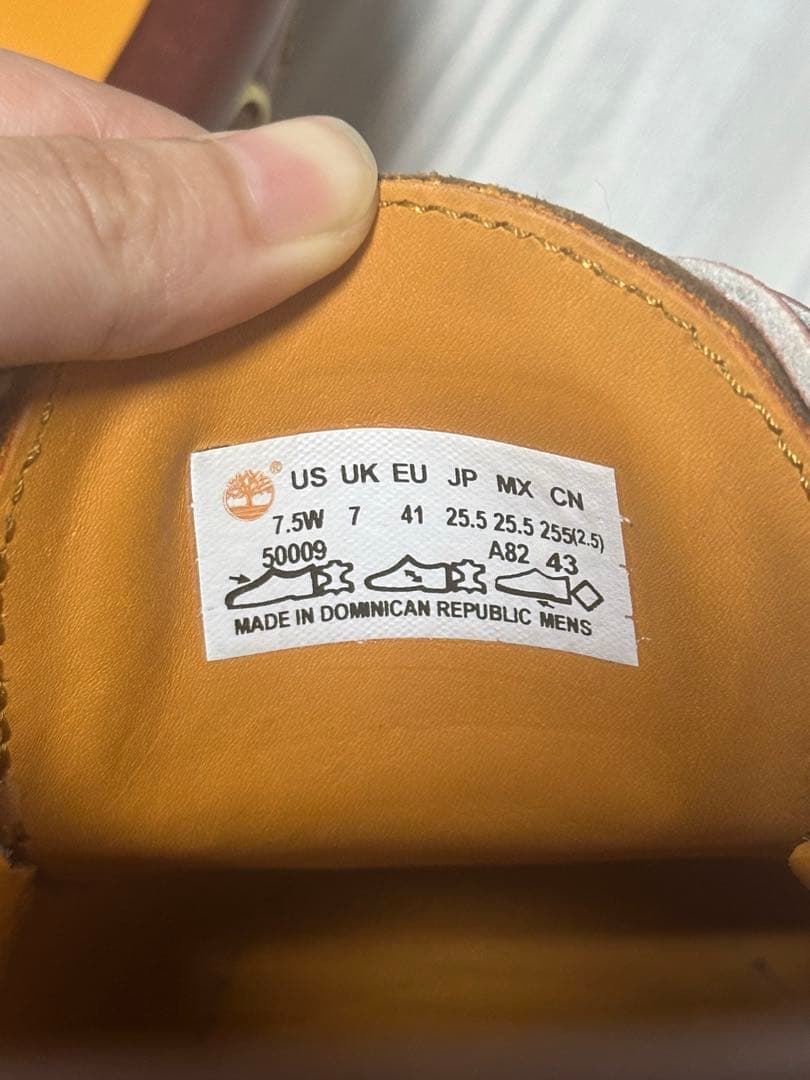 ® US UK EU JP MX CN
7.5W 7 41 25.5 25.5 255(2.5)
50009 A82 43
MADE IN DOMINICAN REPUBLIC MENS